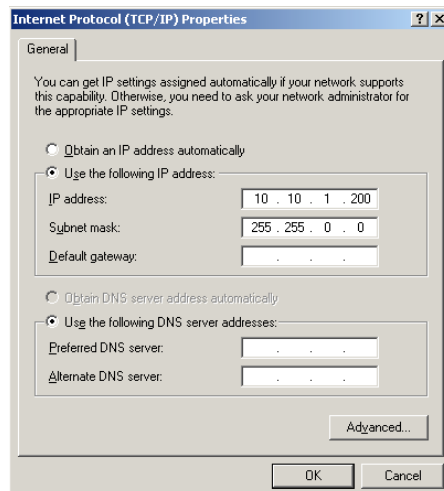 Internet Protocol (TCP/IP) Properties
General
You can get IP settings assigned automatically if your network supports
this capability. Otherwise, you need to ask your network administrator for
the appropriate IP settings.
Obtain an IP address automatically
Use the following IP address:
IP address: 10 . 10 . 1 . 200
Subnet mask: 255 . 255 . 0 . 0
Default gateway: . . .
Obtain DNS server address automatically
Use the following DNS server addresses:
Preferred DNS server: . . .
Alternate DNS server: . . .
Advanced...
OK Cancel